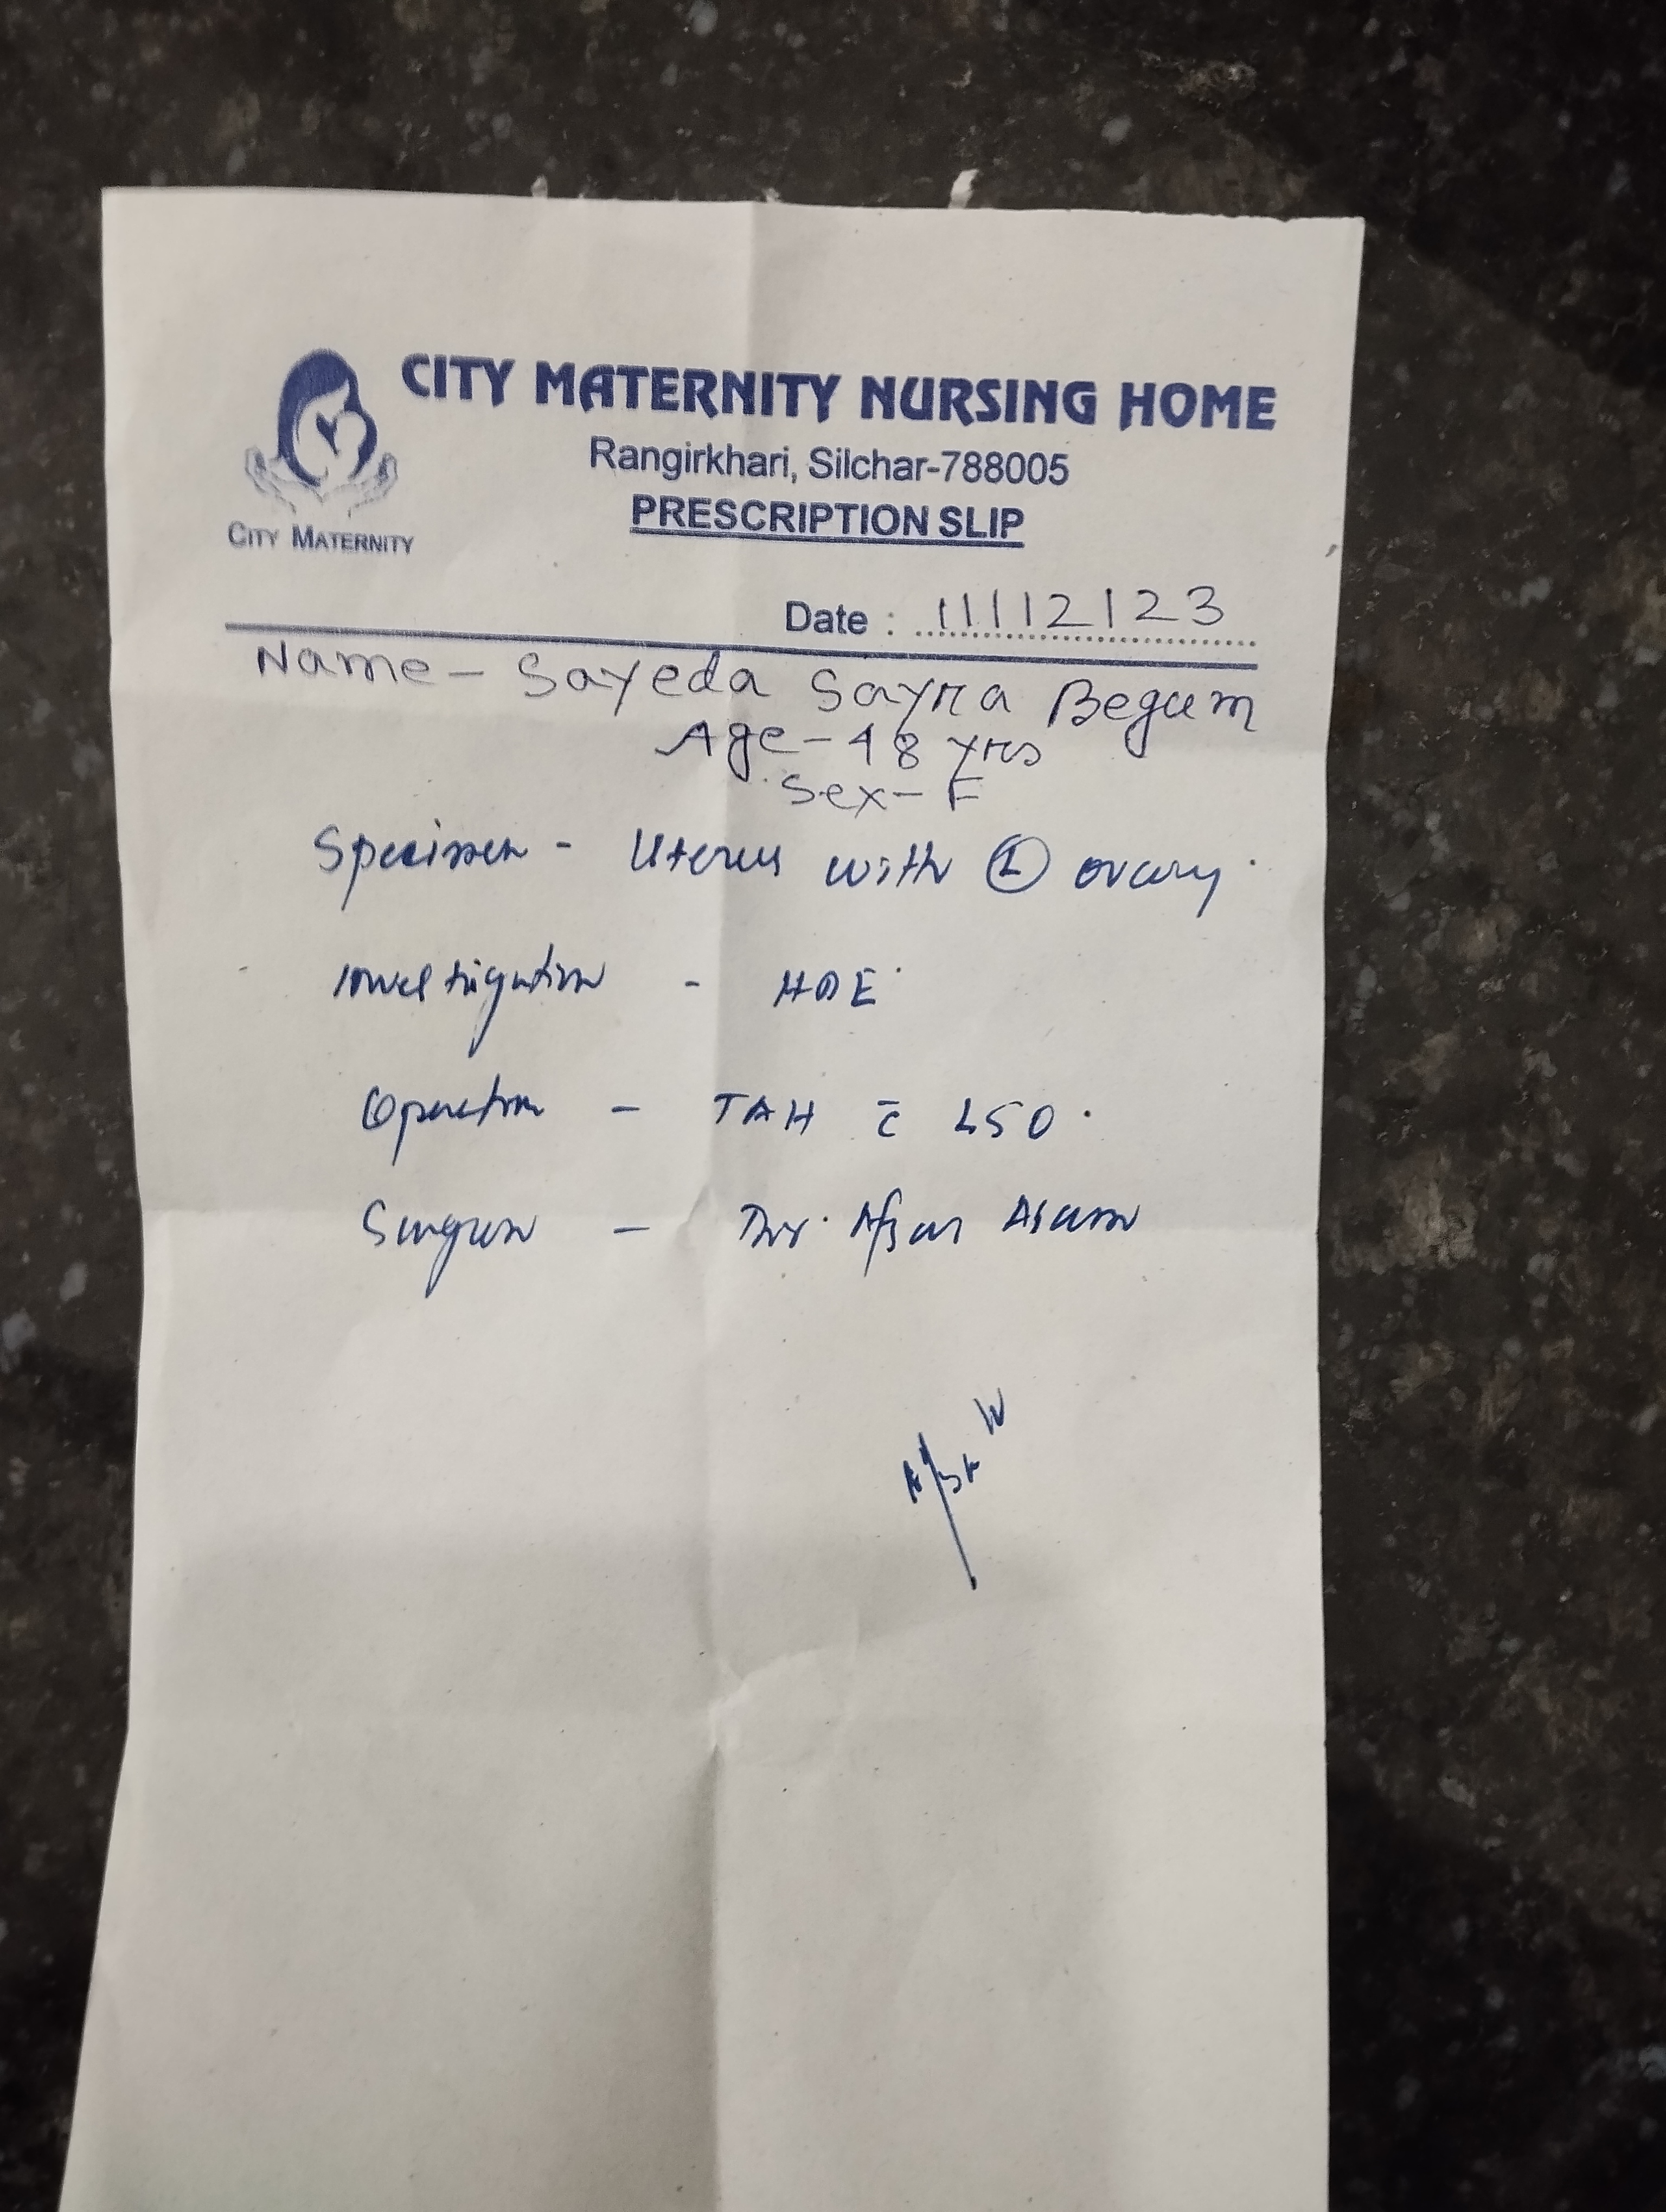 CITY MATERNITY NURSING HOME
Rangirkhari, Silchar-788005
PRESCRIPTION SLIP
CITY MATERNITY
Date : 11/12/23
Name - Sayeda Sayra Begum
Age - 48 yrs
Sex - F
Specimen - Uterus with Ⓛ ovary.
Investigation - HPE
Operation - TAH c̄ LSO.
Surgeon - Dr. Afsar Alam